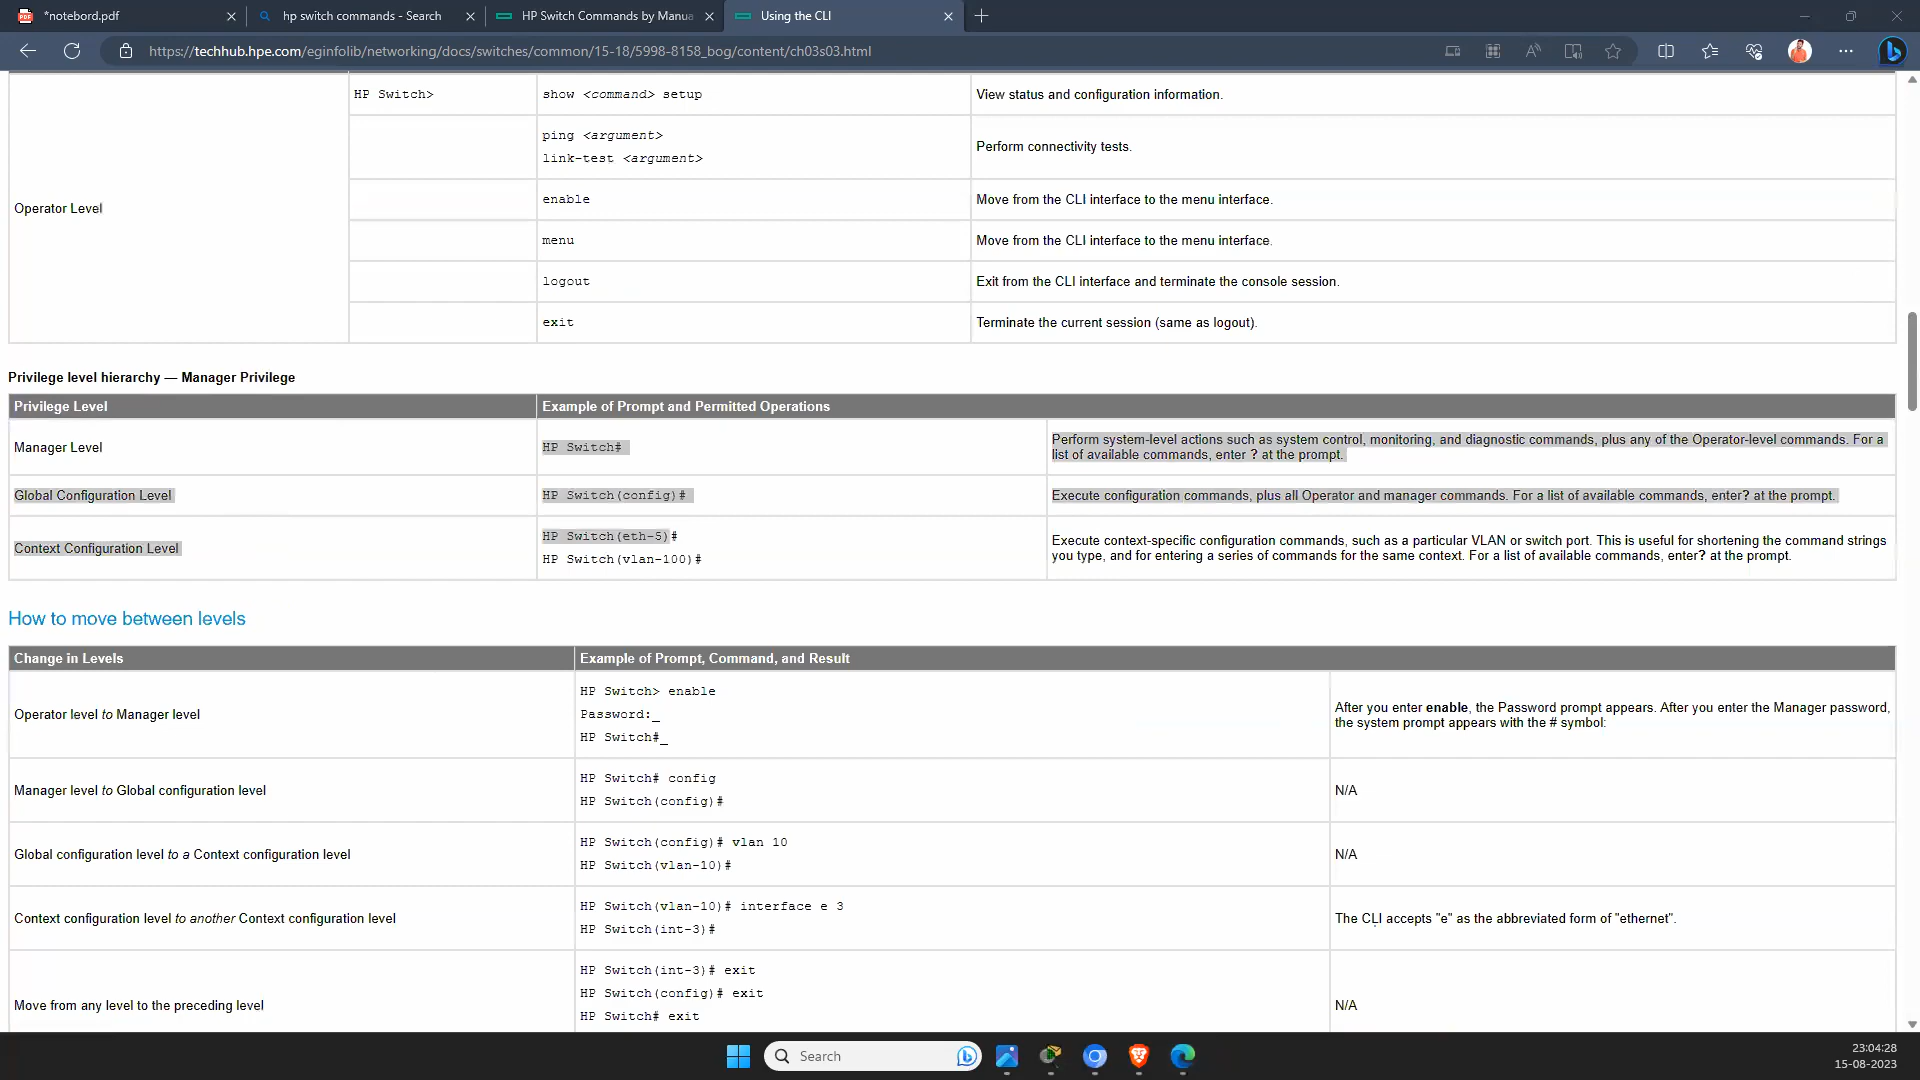 *notebord.pdf
hp switch commands - Search
HP Switch Commands by Manua
Using the CLI
https://techhub.hpe.com/eginfolib/networking/docs/switches/common/15-18/5998-8158_bog/content/ch03s03.html
Operator Level
HP Switch>
show <command> setup
View status and configuration information.
ping <argument>
link-test <argument>
Perform connectivity tests.
enable
Move from the CLI interface to the menu interface.
menu
Move from the CLI interface to the menu interface.
logout
Exit from the CLI interface and terminate the console session.
exit
Terminate the current session (same as logout).
Privilege level hierarchy — Manager Privilege
Privilege Level
Example of Prompt and Permitted Operations
Manager Level
HP Switch#
Perform system-level actions such as system control, monitoring, and diagnostic commands, plus any of the Operator-level commands. For a
list of available commands, enter ? at the prompt.
Global Configuration Level
HP Switch(config)#
Execute configuration commands, plus all Operator and manager commands. For a list of available commands, enter? at the prompt.
Context Configuration Level
HP Switch(eth-5)#
HP Switch(vlan-100)#
Execute context-specific configuration commands, such as a particular VLAN or switch port. This is useful for shortening the command strings
you type, and for entering a series of commands for the same context. For a list of available commands, enter? at the prompt.
How to move between levels
Change in Levels
Example of Prompt, Command, and Result
Operator level to Manager level
HP Switch> enable
Password:_
HP Switch#_
After you enter enable, the Password prompt appears. After you enter the Manager password,
the system prompt appears with the # symbol:
Manager level to Global configuration level
HP Switch# config
HP Switch(config)#
N/A
Global configuration level to a Context configuration level
HP Switch(config)# vlan 10
HP Switch(vlan-10)#
N/A
Context configuration level to another Context configuration level
HP Switch(vlan-10)# interface e 3
HP Switch(int-3)#
The CLI accepts "e" as the abbreviated form of "ethernet".
Move from any level to the preceding level
HP Switch(int-3)# exit
HP Switch(config)# exit
HP Switch# exit
N/A
Search
23:04:28
15-08-2023